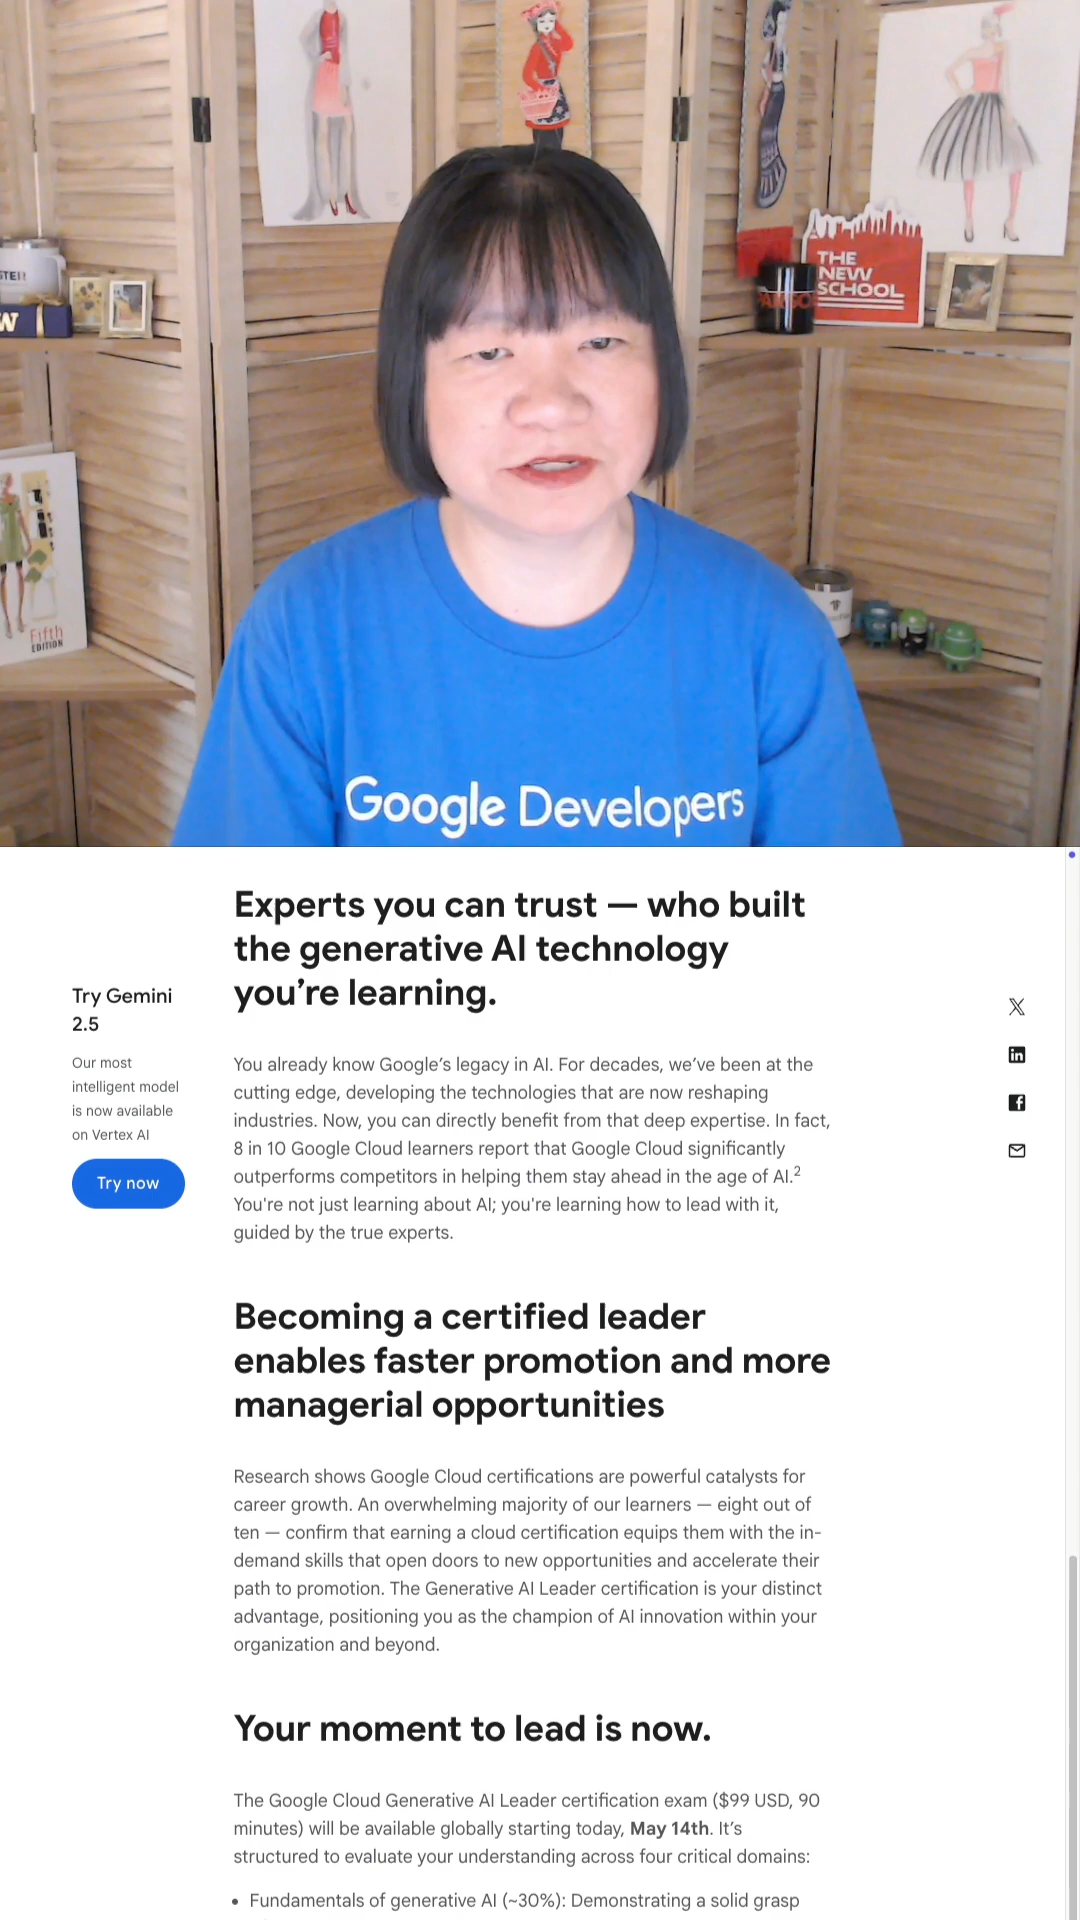 STER
W
THE
NEW
SCHOOL
PARSO
Fifth
EDITION
Google Developers
Experts you can trust — who built
the generative AI technology
you’re learning.
Try Gemini
2.5
Our most
intelligent model
is now available
on Vertex AI
Try now
You already know Google’s legacy in AI. For decades, we’ve been at the
cutting edge, developing the technologies that are now reshaping
industries. Now, you can directly benefit from that deep expertise. In fact,
8 in 10 Google Cloud learners report that Google Cloud significantly
outperforms competitors in helping them stay ahead in the age of AI.2
You're not just learning about AI; you're learning how to lead with it,
guided by the true experts.
Becoming a certified leader
enables faster promotion and more
managerial opportunities
Research shows Google Cloud certifications are powerful catalysts for
career growth. An overwhelming majority of our learners — eight out of
ten — confirm that earning a cloud certification equips them with the in-
demand skills that open doors to new opportunities and accelerate their
path to promotion. The Generative AI Leader certification is your distinct
advantage, positioning you as the champion of AI innovation within your
organization and beyond.
Your moment to lead is now.
The Google Cloud Generative AI Leader certification exam ($99 USD, 90
minutes) will be available globally starting today, May 14th. It’s
structured to evaluate your understanding across four critical domains:
• Fundamentals of generative AI (~30%): Demonstrating a solid grasp